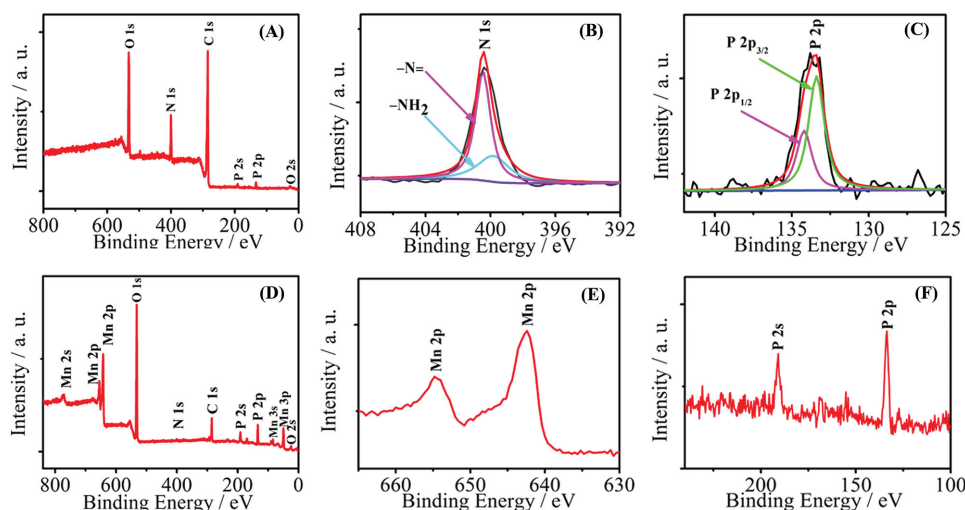 (A)
O 1s
N 1s
C 1s
P 2s
P 2p
O 2s
Intensity / a. u.
800 600 400 200 0
Binding Energy / eV
(B)
N 1s
–N=
–NH2
Intensity / a. u.
408 404 400 396 392
Binding Energy / eV
(C)
P 2p3/2
P 2p
P 2p1/2
Intensity / a. u.
140 135 130 125
Binding Energy / eV
(D)
Mn 2s
Mn 2p
Mn 2p
O 1s
N 1s
C 1s
P 2s
P 2p
Mn 3s
Mn 3p
O 2s
Intensity / a. u.
800 600 400 200 0
Binding Energy / eV
(E)
Mn 2p
Mn 2p
Intensity / a. u.
660 650 640 630
Binding Energy / eV
(F)
P 2s
P 2p
Intensity / a. u.
200 150 100
Binding Energy / eV